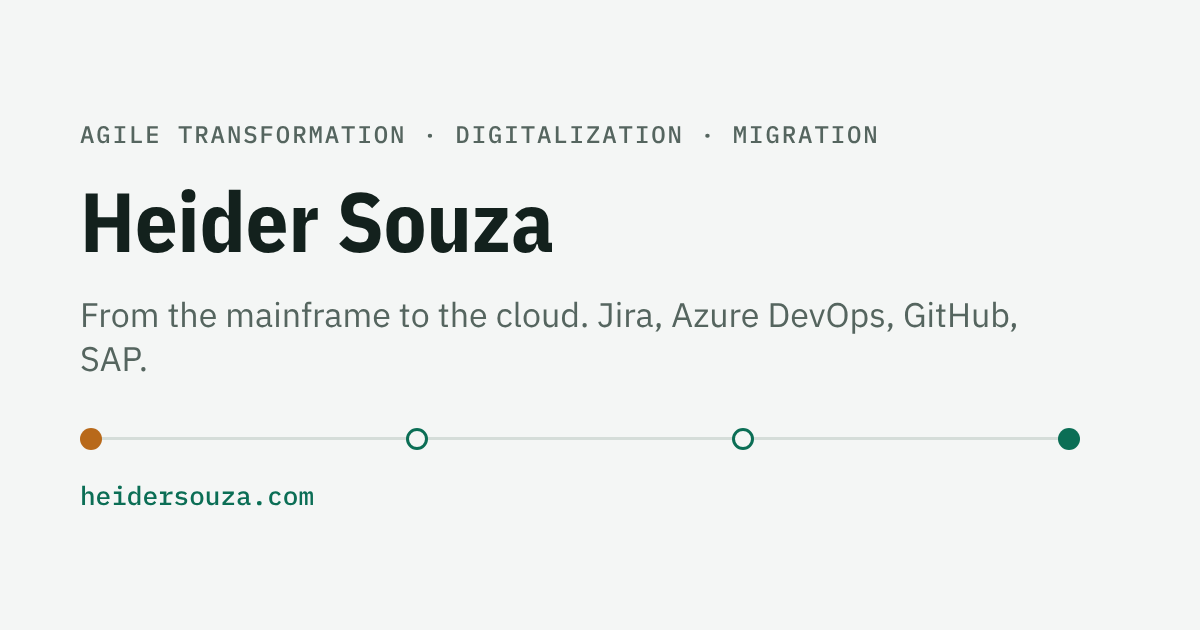 AGILE TRANSFORMATION · DIGITALIZATION · MIGRATION
Heider Souza
From the mainframe to the cloud. Jira, Azure DevOps, GitHub,
SAP.
heidersouza.com